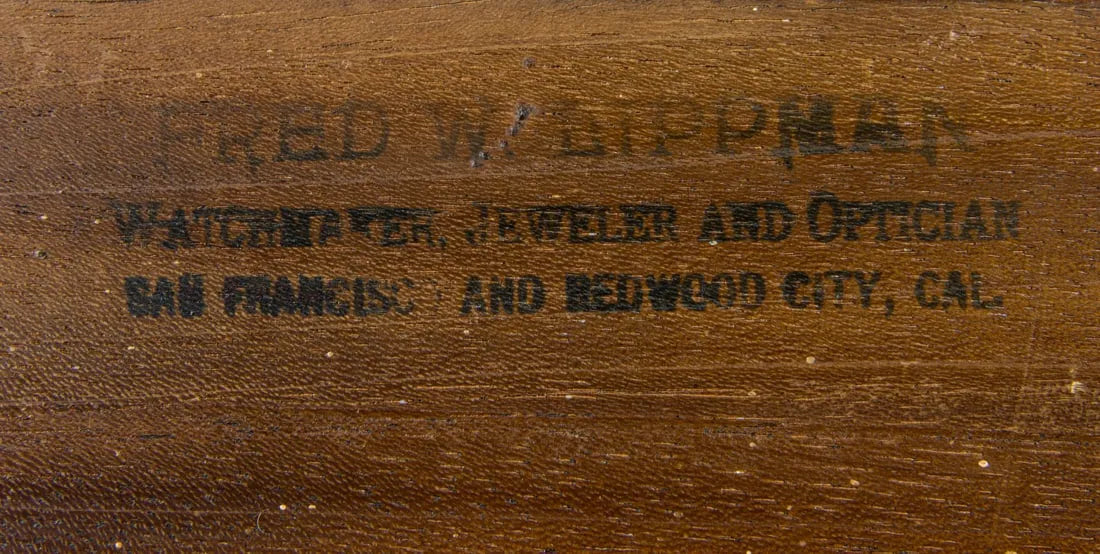 FRED W. LIPPMAN
WATCHMAKER, JEWELER AND OPTICIAN
SAN FRANCISCO AND REDWOOD CITY, CAL.